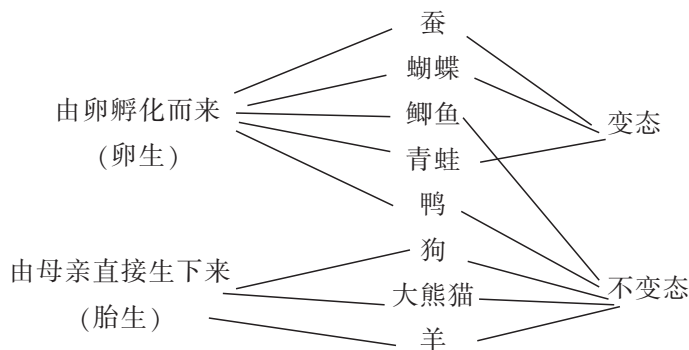 由卵孵化而来
(卵生)
由母亲直接生下来
(胎生)
蚕
蝴蝶
鲫鱼
青蛙
鸭
狗
大熊猫
羊
变态
不变态